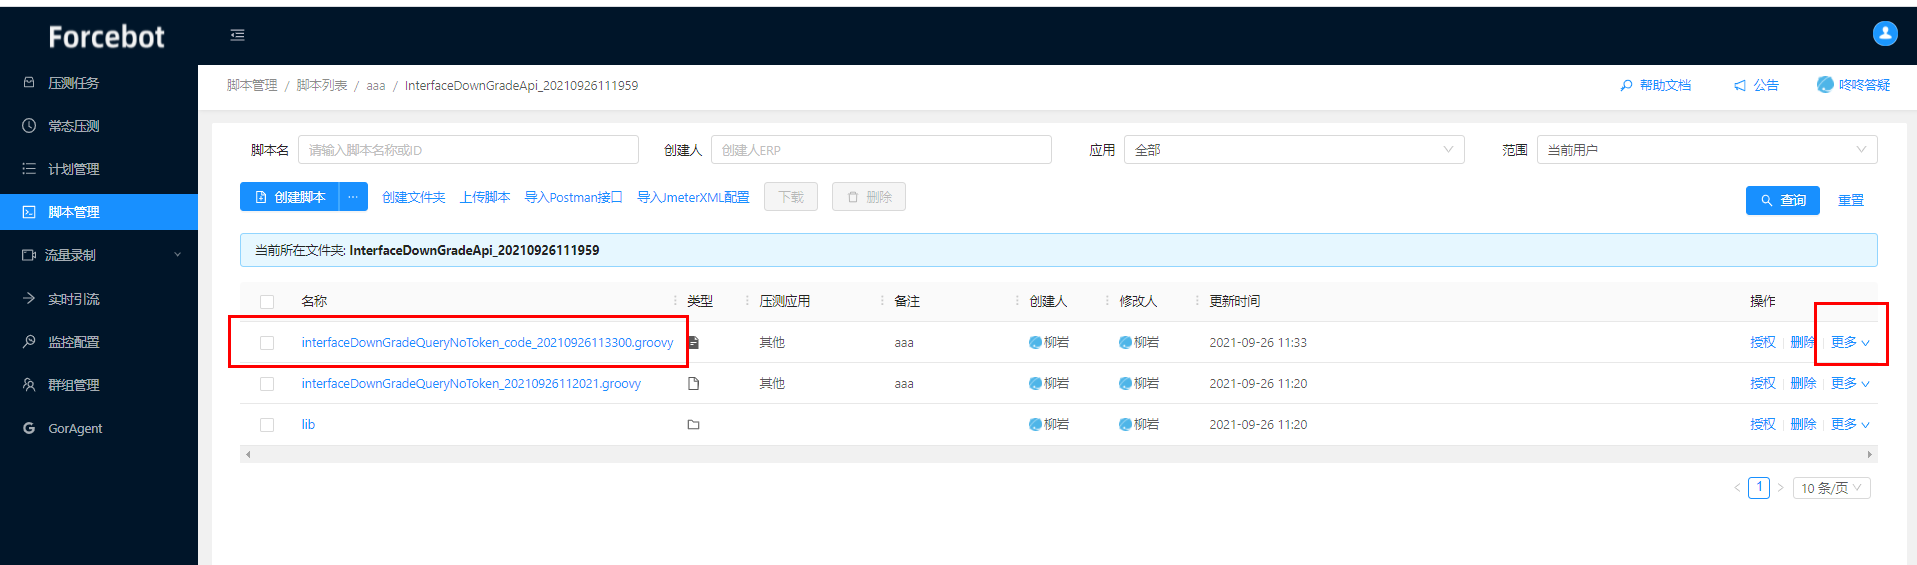 Forcebot
压测任务
常态压测
计划管理
脚本管理
流量录制
实时引流
监控配置
群组管理
GorAgent
脚本管理 / 脚本列表 / aaa / InterfaceDownGradeApi_20210926111959
帮助文档 公告 咚咚答疑
脚本名 请输入脚本名称或ID 创建人 创建人ERP 应用 全部 范围 当前用户
创建脚本 ··· 创建文件夹 上传脚本 导入Postman接口 导入JmeterXML配置 下载 删除 查询 重置
当前所在文件夹: InterfaceDownGradeApi_20210926111959
名称 类型 压测应用 备注 创建人 修改人 更新时间 操作
interfaceDownGradeQueryNoToken_code_20210926113300.groovy 其他 aaa 柳岩 柳岩 2021-09-26 11:33 授权 删除 更多
interfaceDownGradeQueryNoToken_20210926112021.groovy 其他 aaa 柳岩 柳岩 2021-09-26 11:20 授权 删除 更多
lib 柳岩 柳岩 2021-09-26 11:20 授权 删除 更多
< 1 > 10 条/页